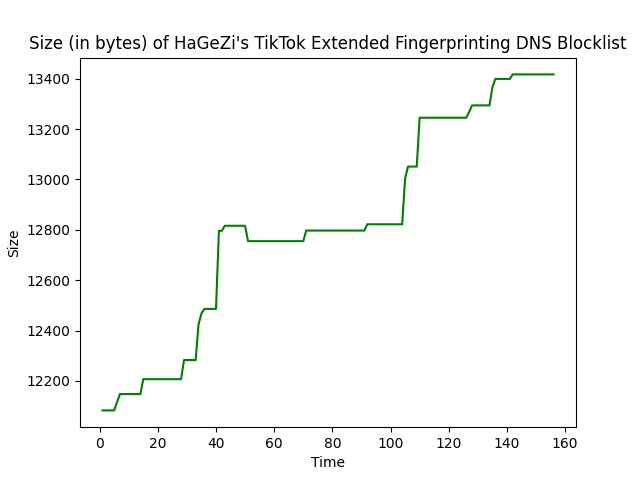 Size (in bytes) of HaGeZi's TikTok Extended Fingerprinting DNS Blocklist
13400
13200
13000
12800
12600
12400
12200
Size
0 20 40 60 80 100 120 140 160
Time